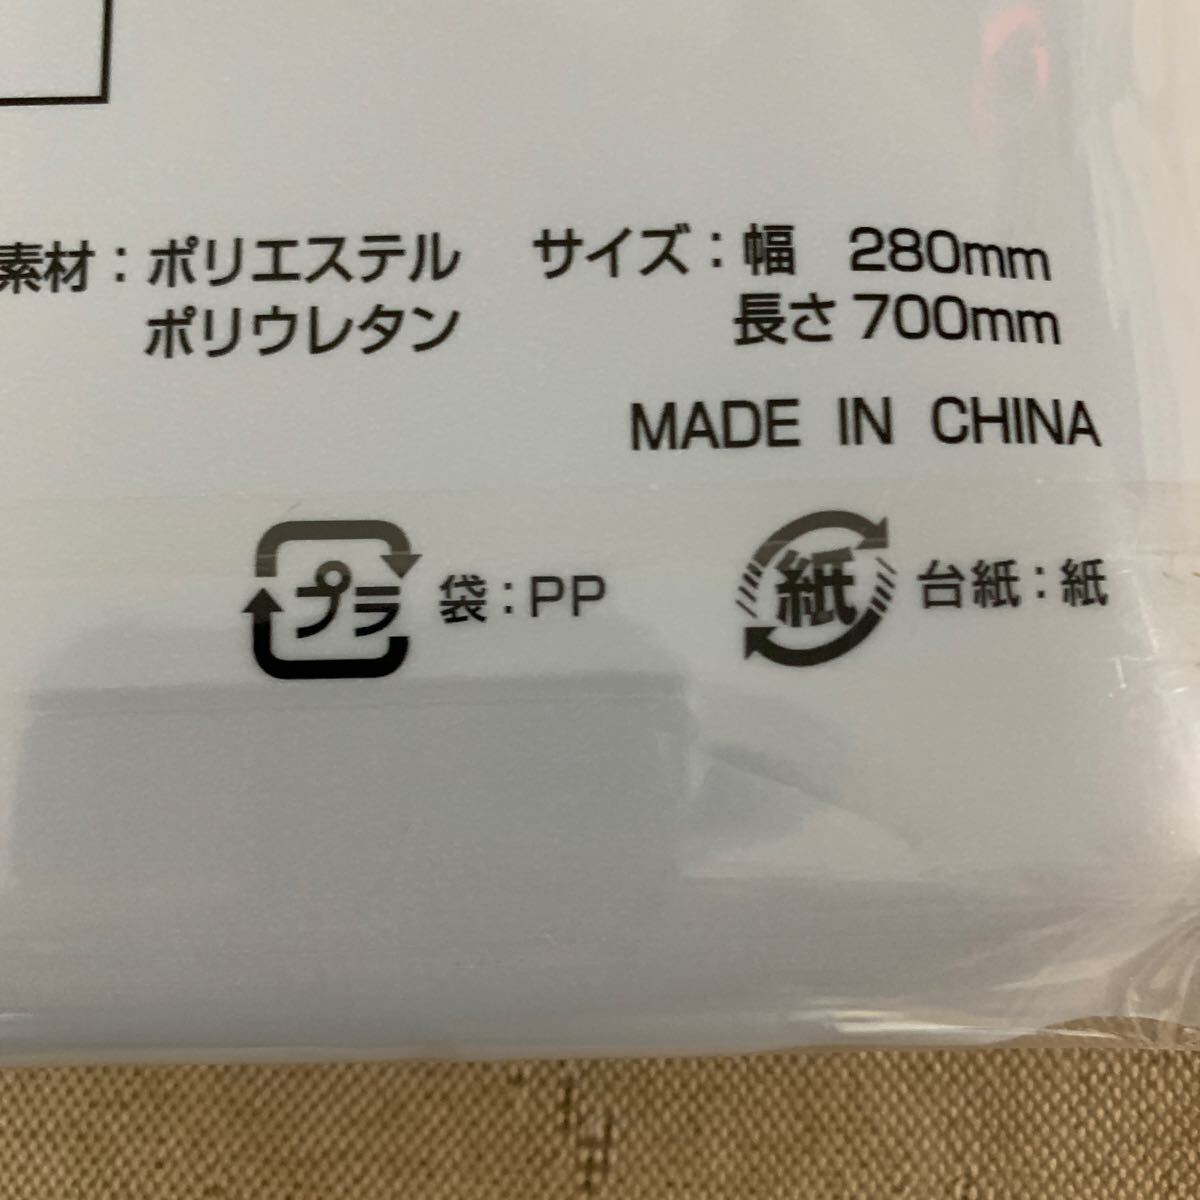 素材：ポリエステル サイズ：幅 280mm
ポリウレタン 長さ 700mm
MADE IN CHINA
プラ 袋：PP 紙 台紙：紙